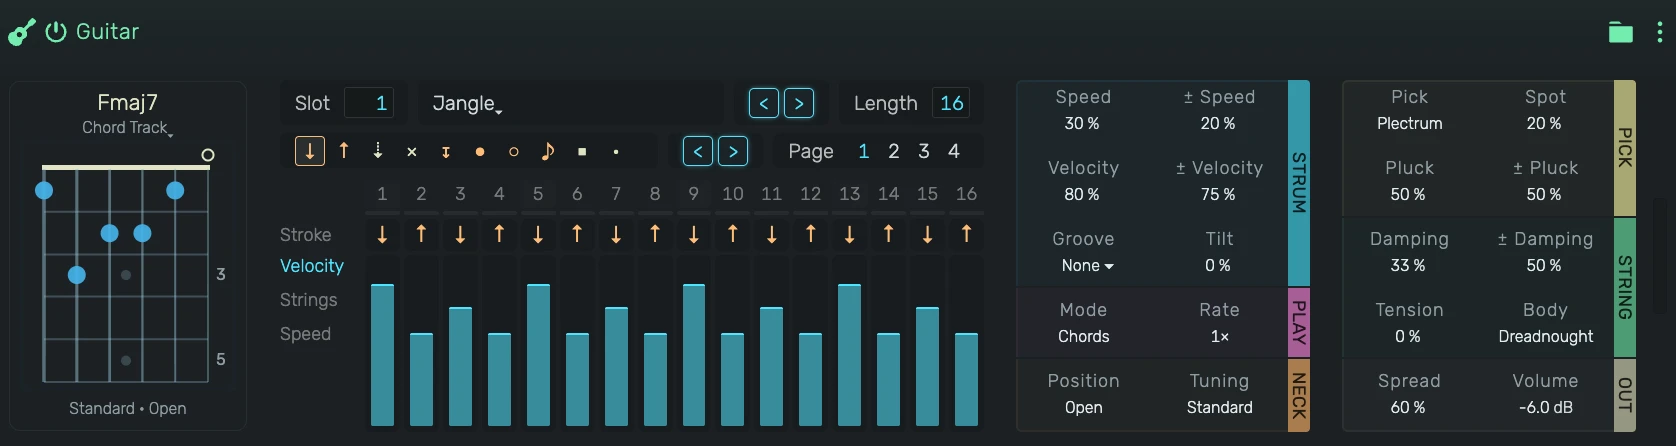 Guitar
Fmaj7
Chord Track
3
5
Standard • Open
Slot 1 Jangle < > Length 16
< > Page 1 2 3 4
1 2 3 4 5 6 7 8 9 10 11 12 13 14 15 16
Stroke
Velocity
Strings
Speed
Speed ± Speed
30 % 20 %
Velocity ± Velocity
80 % 75 %
Groove Tilt
None 0 %
STRUM
Mode Rate
Chords 1×
PLAY
Position Tuning
Open Standard
NECK
Pick Spot
Plectrum 20 %
Pluck ± Pluck
50 % 50 %
PICK
Damping ± Damping
33 % 50 %
Tension Body
0 % Dreadnought
STRING
Spread Volume
60 % -6.0 dB
OUT